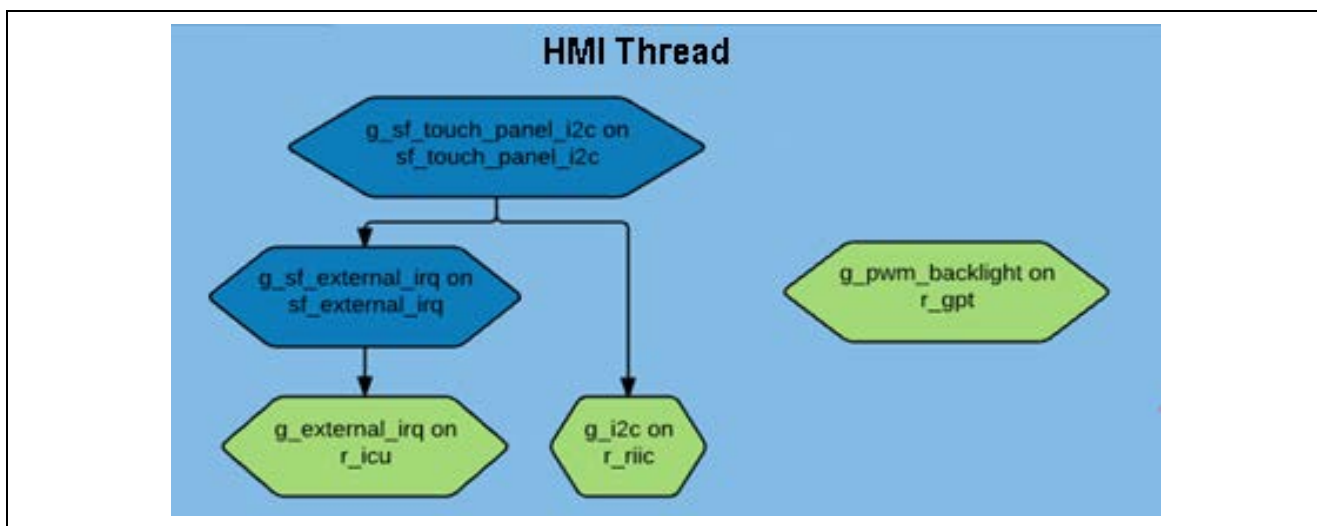 HMI Thread
g_sf_touch_panel_i2c on
sf_touch_panel_i2c
g_sf_external_irq on
sf_external_irq
g_pwm_backlight on
r_gpt
g_external_irq on
r_icu
g_i2c on
r_riic